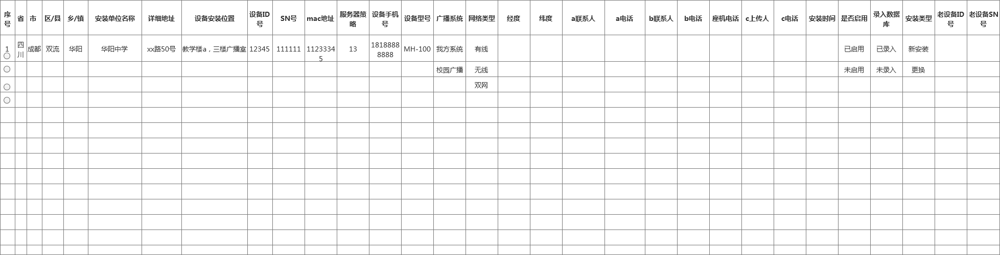 序号 省 市 区/县 乡/镇 安装单位名称 详细地址 设备安装位置 设备ID号 SN号 mac地址 服务器策略 设备手机号 设备型号 广播系统 网络类型 经度 纬度 a联系人 a电话 b联系人 b电话 座机电话 c上传人 c电话 安装时间 是否启用 录入数据库 安装类型 老设备ID号 老设备SN号
1 四川 成都 双流 华阳 华阳中学 xx路50号 教学楼a，三楼广播室 12345 111111 11233345 13 18188888888 MH-100 我方系统 有线 已启用 已录入 新安装
校园广播 无线 未启用 未录入 更换
双网